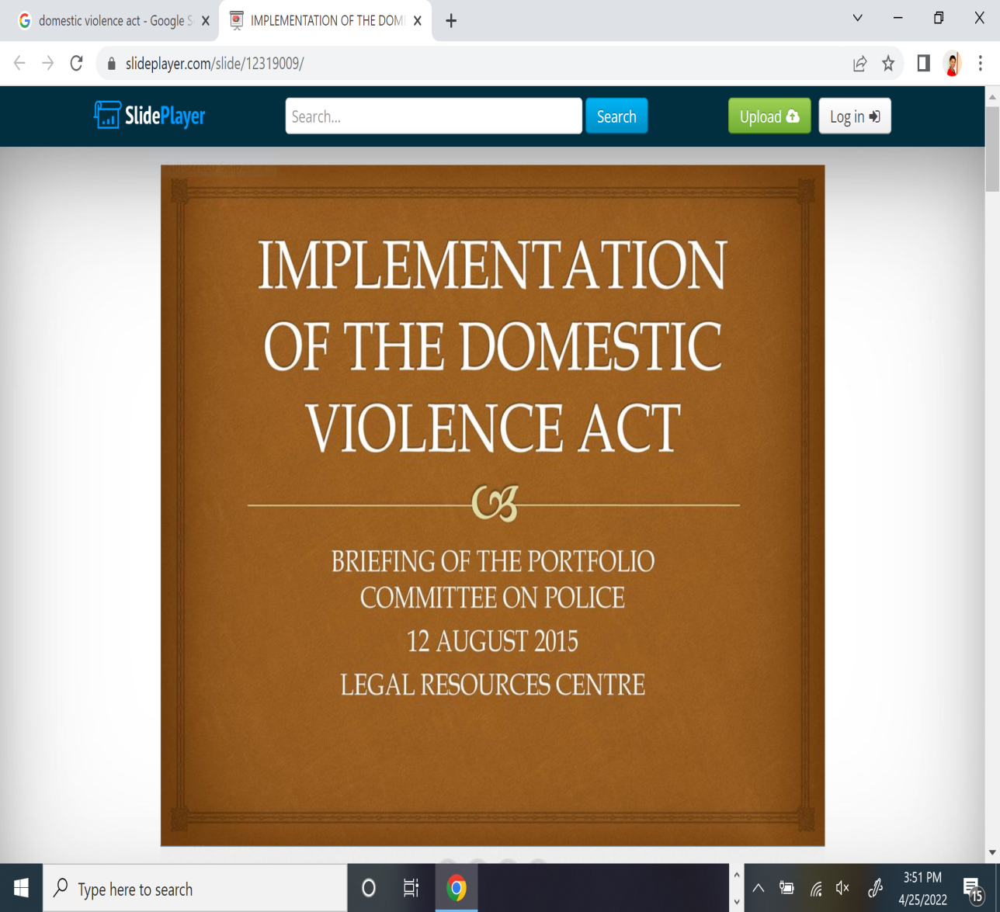 domestic violence act - Google S
IMPLEMENTATION OF THE DOM
slideplayer.com/slide/12319009/
SlidePlayer
Search...
Search
Upload
Log in
IMPLEMENTATION
OF THE DOMESTIC
VIOLENCE ACT
BRIEFING OF THE PORTFOLIO
COMMITTEE ON POLICE
12 AUGUST 2015
LEGAL RESOURCES CENTRE
Type here to search
3:51 PM
4/25/2022
15